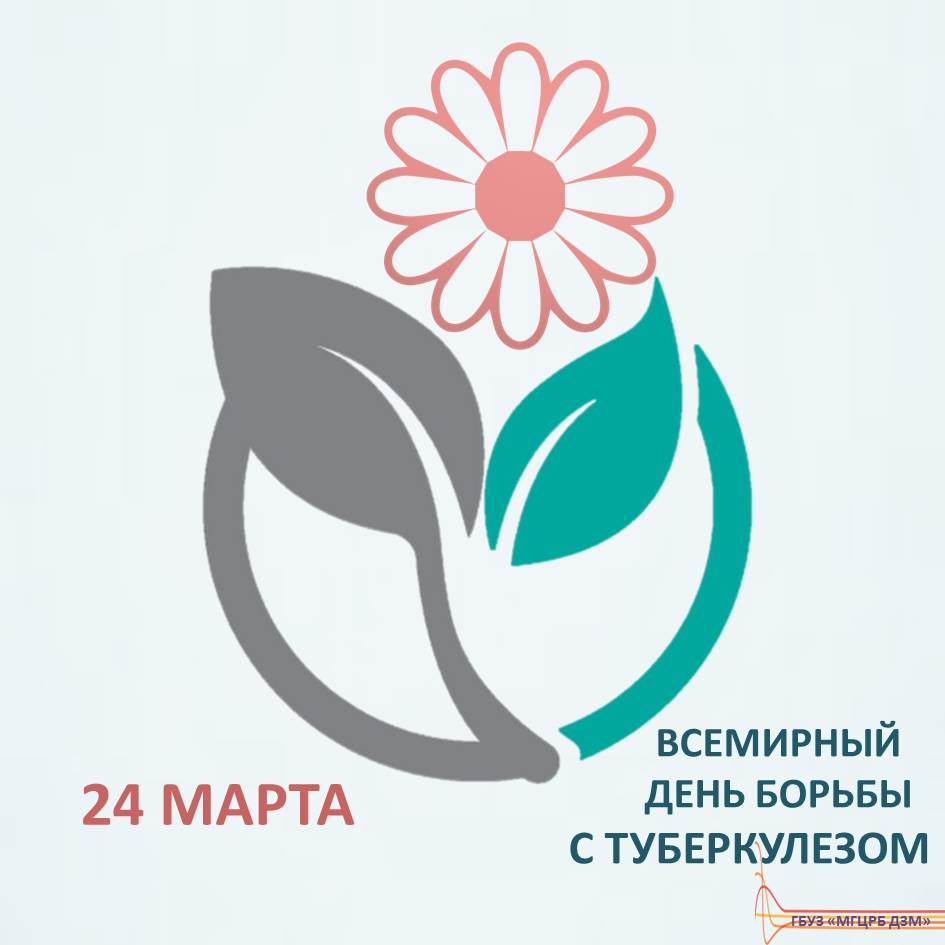 24 МАРТА
ВСЕМИРНЫЙ
ДЕНЬ БОРЬБЫ
С ТУБЕРКУЛЕЗОМ
ГБУЗ «МГЦРБ ДЗМ»